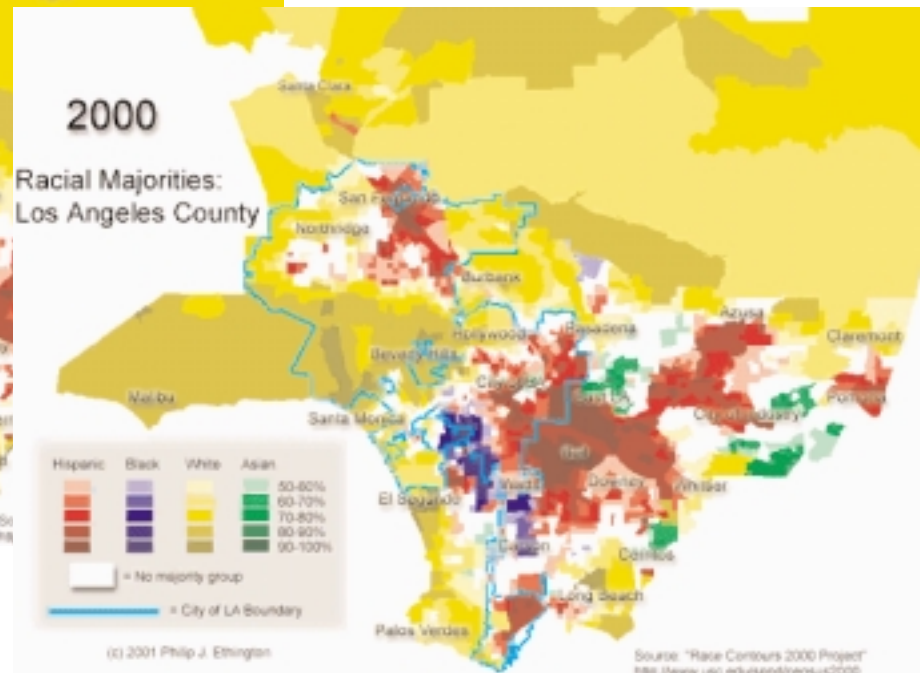 2000
Racial Majorities:
Los Angeles County
Santa Clara
San Fernando
Northridge
Burbank
Hollywood
Pasadena
Azusa
Claremont
Beverly Hills
East LA
Malibu
City of Industry
Pomona
Santa Monica
Bell
Watts
Downey
Whittier
El Segundo
Cerritos
Long Beach
Palos Verdes
Hispanic Black White Asian
50-60%
60-70%
70-80%
80-90%
90-100%
= No majority group
= City of LA Boundary
(c) 2001 Philip J. Ethington
Source: "Race Contours 2000 Project"